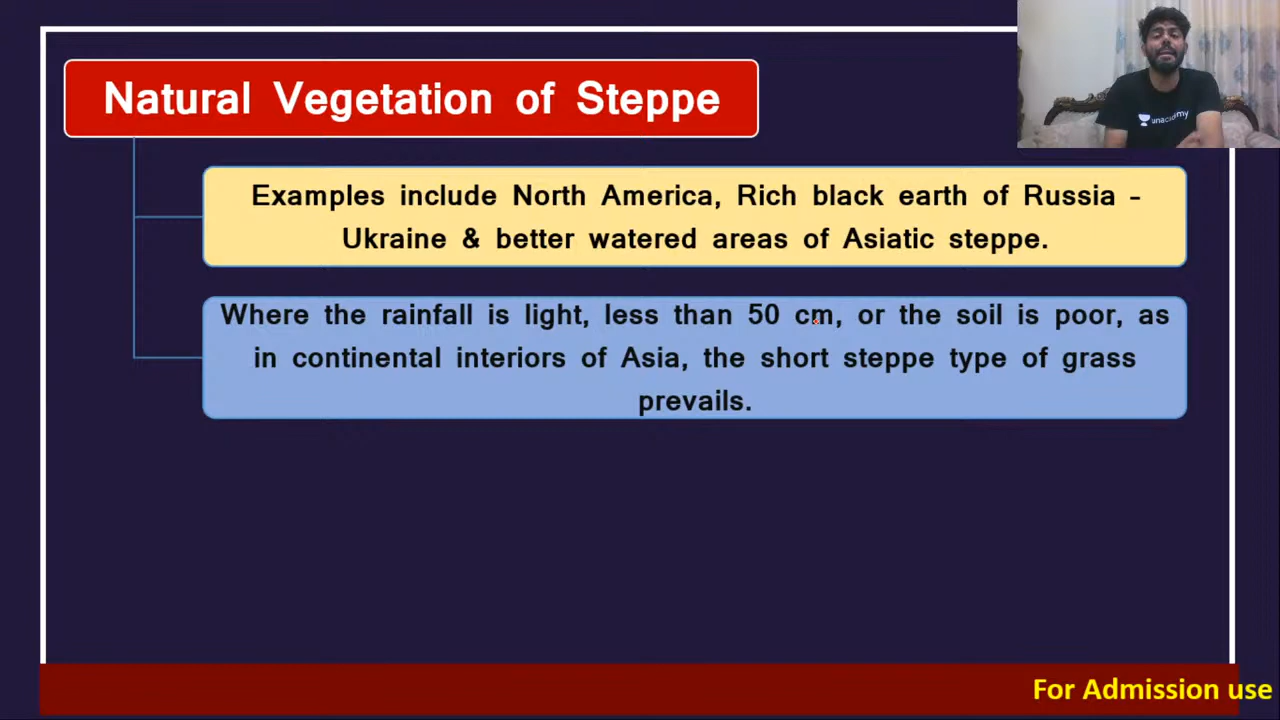 Natural Vegetation of Steppe
Examples include North America, Rich black earth of Russia -
Ukraine & better watered areas of Asiatic steppe.
Where the rainfall is light, less than 50 cm, or the soil is poor, as
in continental interiors of Asia, the short steppe type of grass
prevails.
unacademy
For Admission use